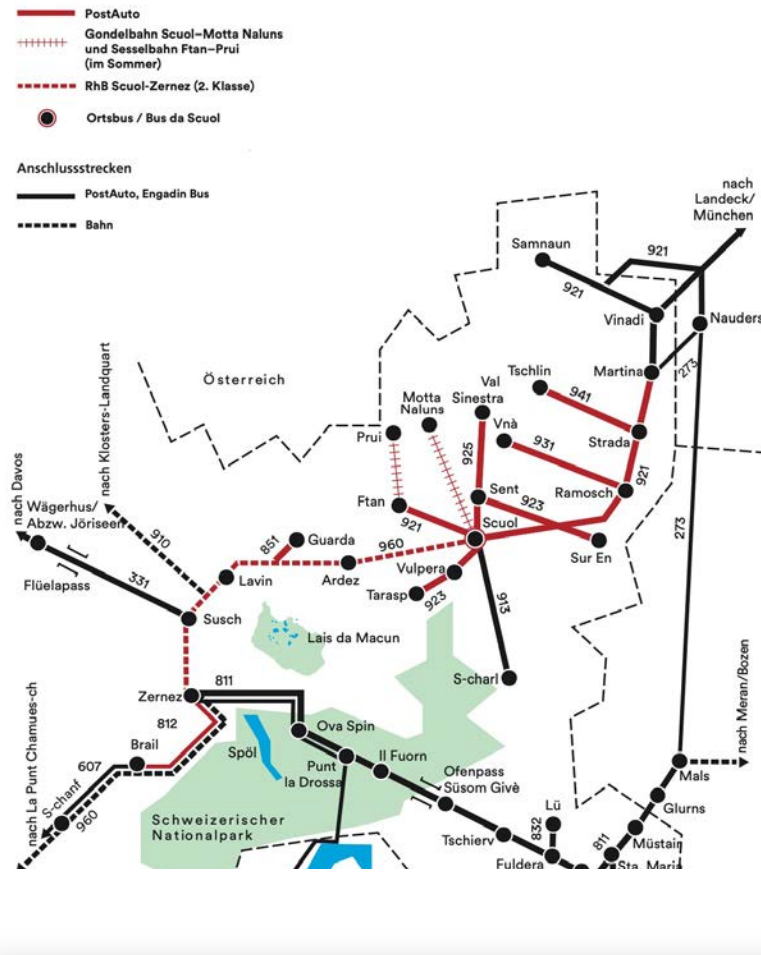 PostAuto
Gondelbahn Scuol–Motta Naluns
und Sesselbahn Ftan–Prui
(im Sommer)
RhB Scuol-Zernez (2. Klasse)
Ortsbus / Bus da Scuol
Anschlussstrecken
PostAuto, Engadin Bus
Bahn
nach
Landeck/
München
Samnaun
921
921
Vinadi
Nauders
273
Martina
Tschlin
941
Val
Sinestra
Motta
Naluns
Österreich
nach Klosters-Landquart
Prui
Vnà
931
Strada
925
921
Sent
923
Ramosch
Ftan
921
Scuol
Sur En
273
nach Davos
Wägerhus/
Abzw. Jöriseen
910
Flüelapass
331
851
Guarda
960
Ardez
Lavin
Vulpera
Tarasp
923
913
Susch
Lais da Macun
S-charl
811
Zernez
812
Brail
607
nach La Punt Chamues-ch
S-chanf
960
Ova Spin
Spöl
Punt
la Drossa
Il Fuorn
Ofenpass
Süsom Givè
Schweizerischer
Nationalpark
Tschierv
Lü
832
Fuldera
811
Sta. Maria
Müstair
Glurns
Mals
nach Meran/Bozen